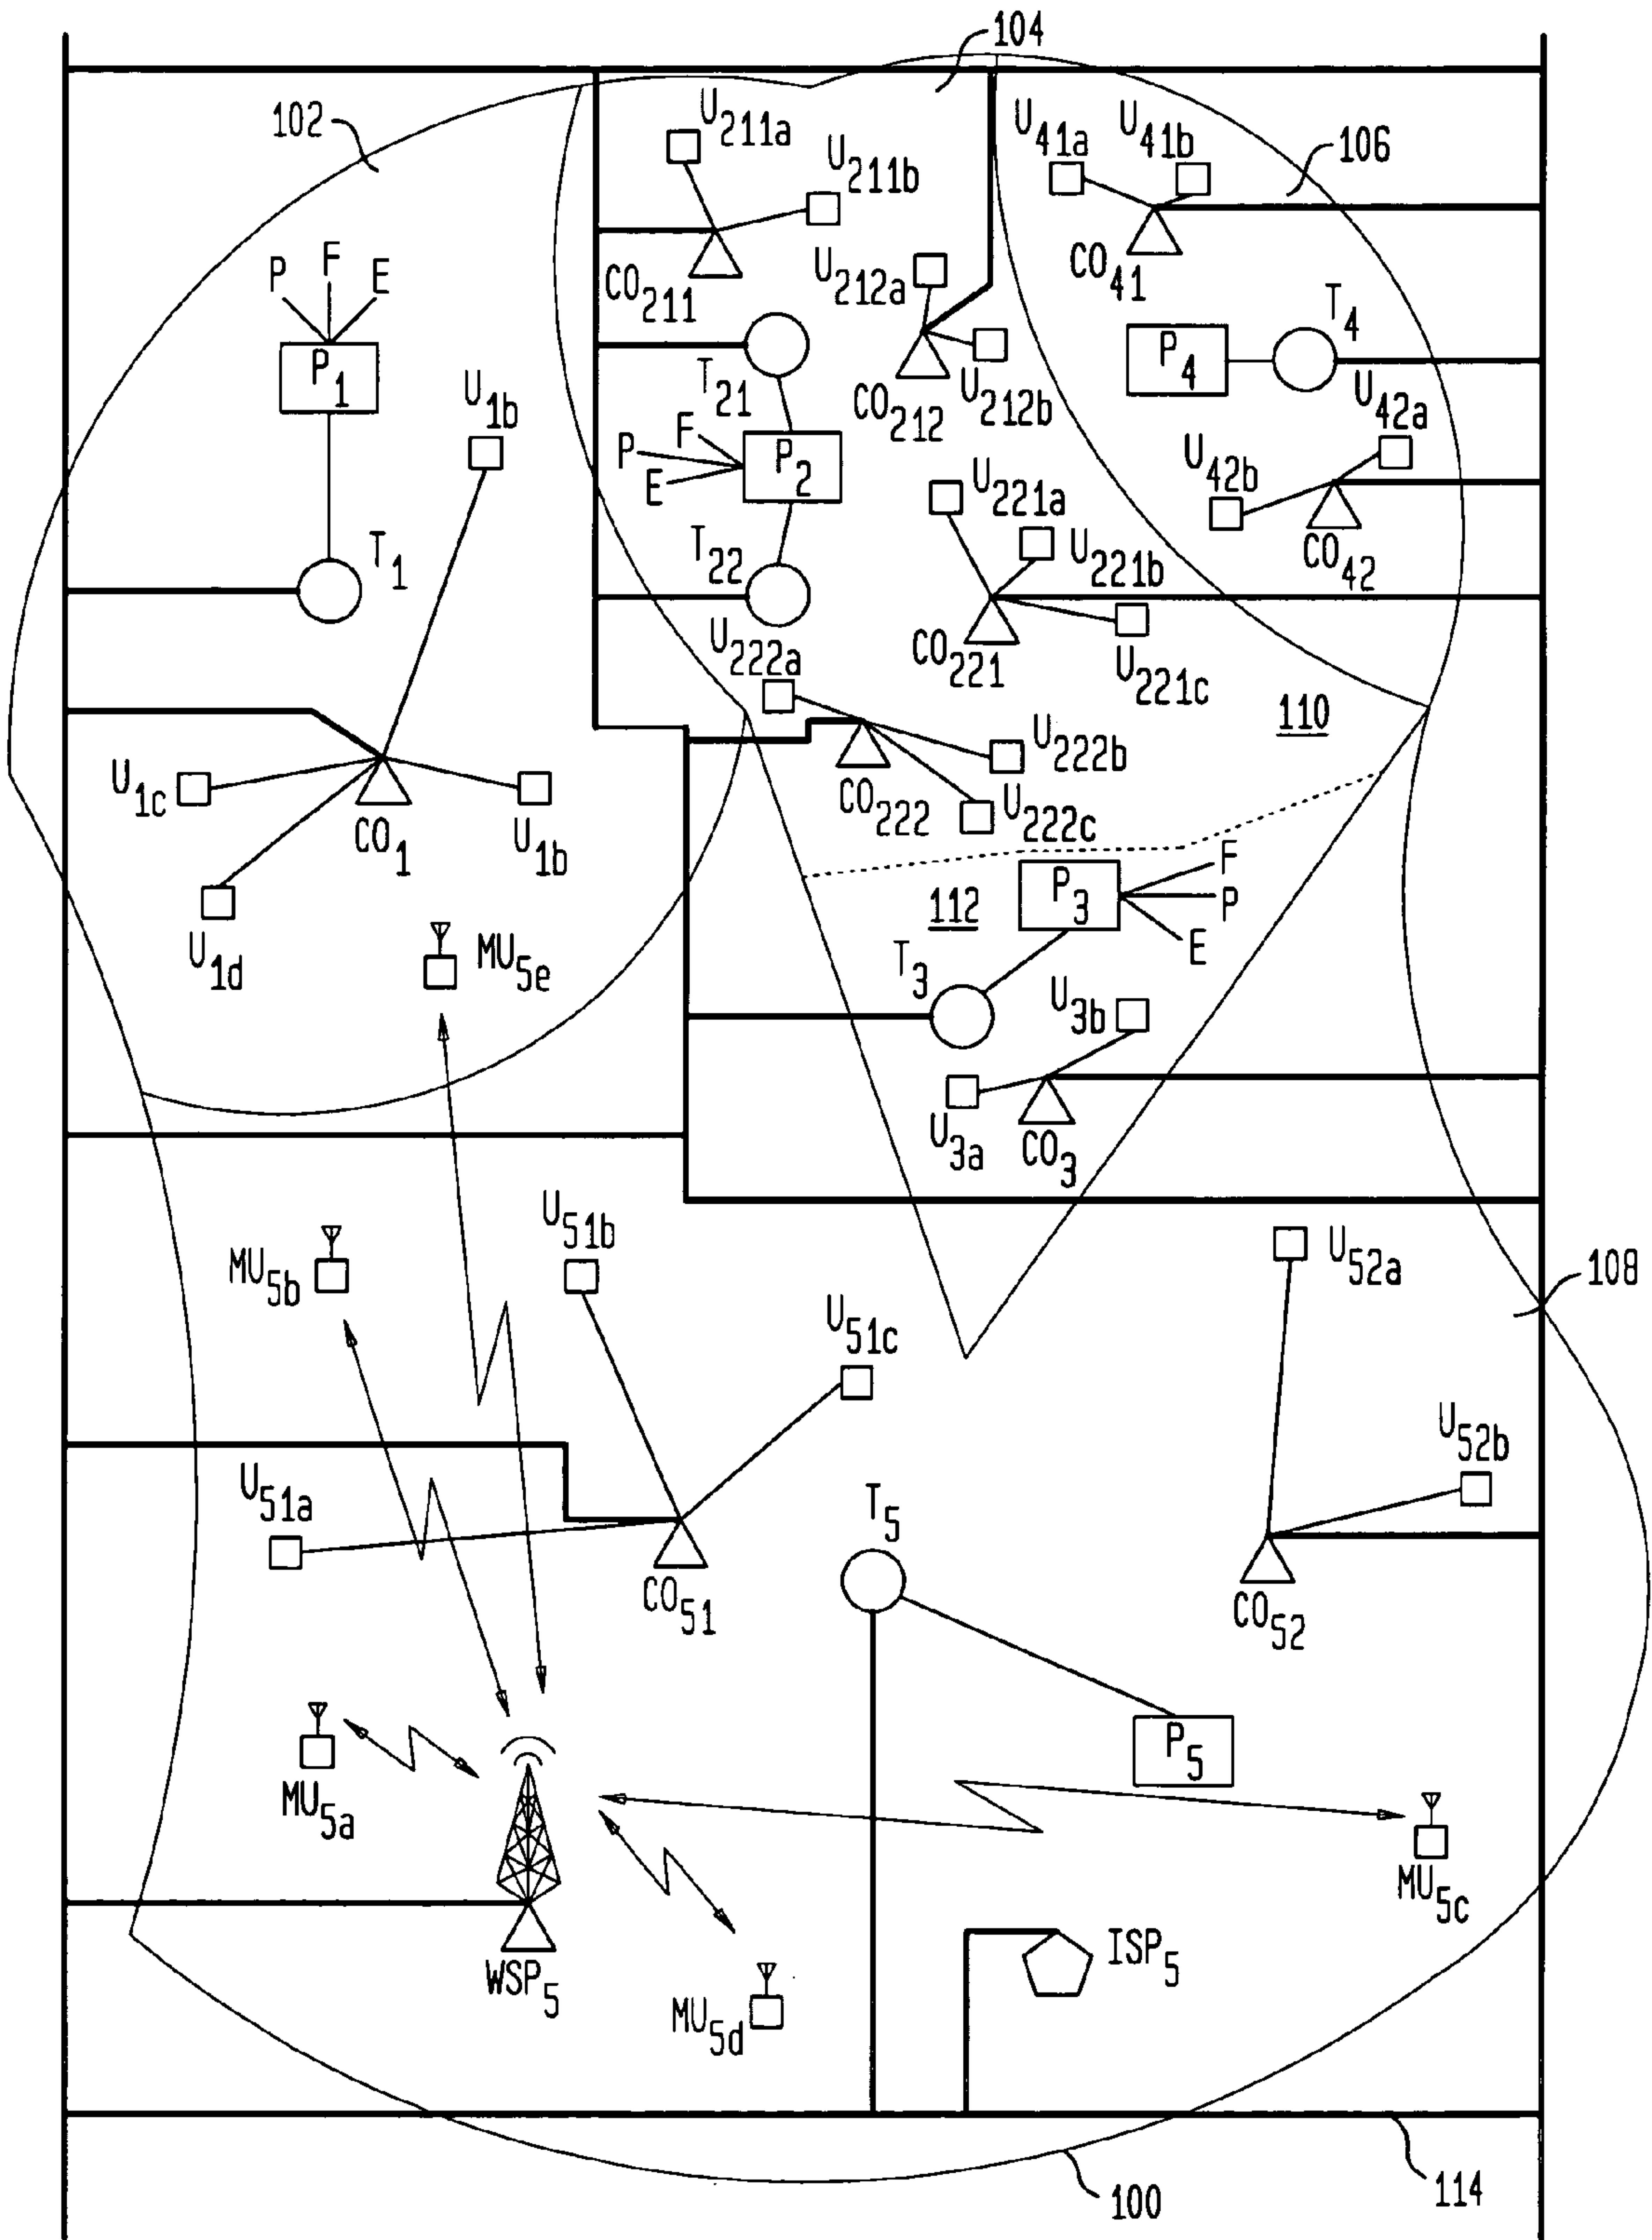 104
102
U211a
U41a
U41b
106
U211b
P
F
E
CO211
U212a
CO41
T4
P1
T21
CO212
U212b
P4
U42a
U1b
F
P
E
P2
U42b
U221a
T1
T22
U221b
CO42
U222a
CO221
U221c
110
U1c
CO1
U1b
CO222
U222b
U222c
U1d
MU5e
112
P3
F
P
E
T3
U3b
U3a
CO3
MU5b
U51b
U52a
108
U51c
U52b
U51a
T5
CO51
CO52
MU5a
P5
MU5c
WSP5
ISP5
MU5d
100
114